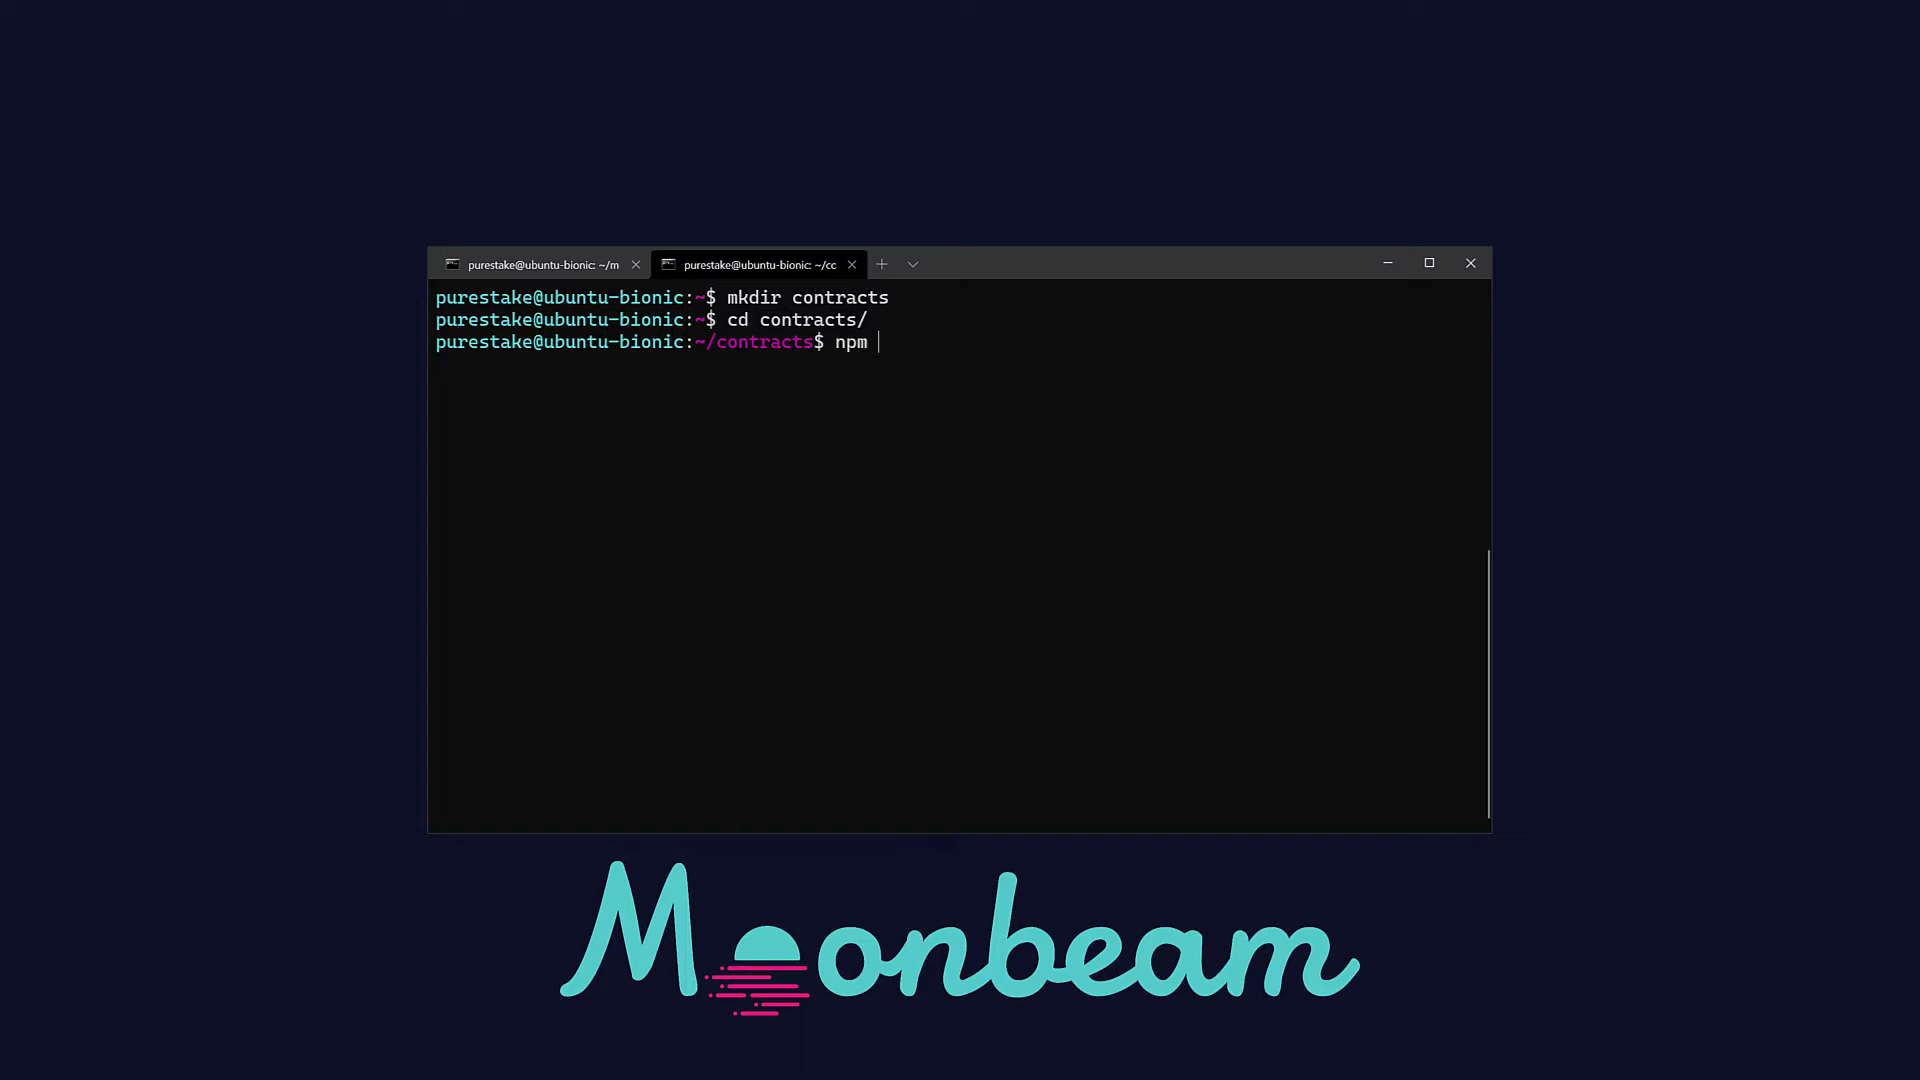 purestake@ubuntu-bionic: ~/m
purestake@ubuntu-bionic: ~/cc
purestake@ubuntu-bionic:~$ mkdir contracts
purestake@ubuntu-bionic:~$ cd contracts/
purestake@ubuntu-bionic:~/contracts$ npm
Moonbeam